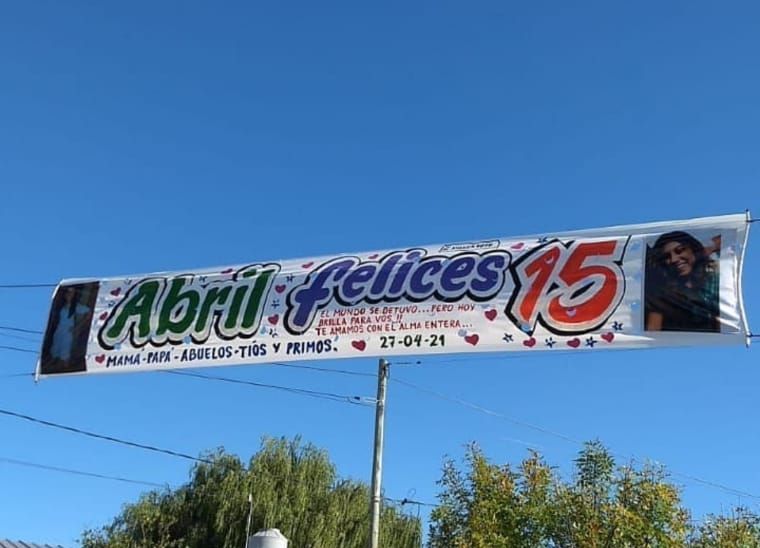 Abril felices 15
EL MUNDO SE DETUVO...PERO HOY
BRILLA PARA VOS!!
TE AMAMOS CON EL ALMA ENTERA...
MAMA-PAPA-ABUELOS-TIOS Y PRIMOS.
27-04-21